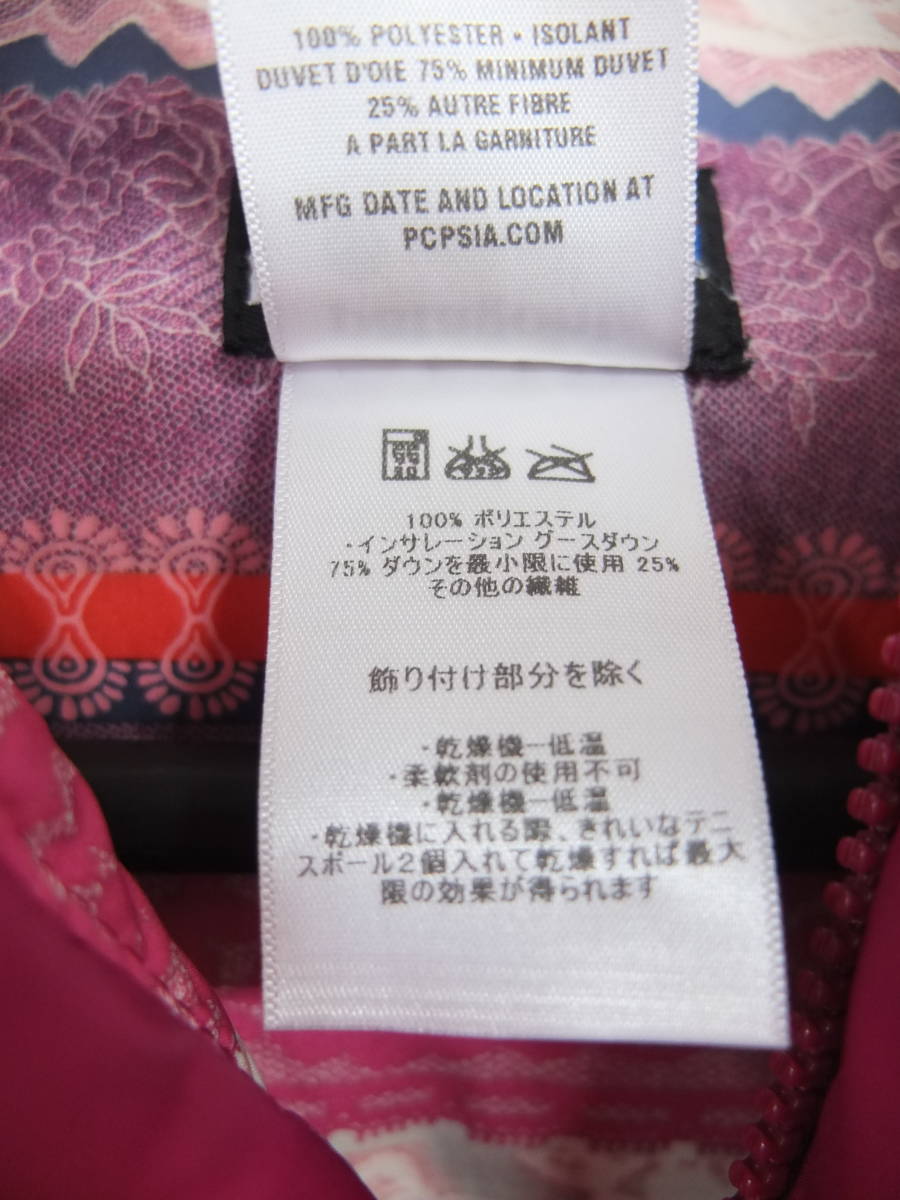 100% POLYESTER • ISOLANT
DUVET D'OIE 75% MINIMUM DUVET
25% AUTRE FIBRE
A PART LA GARNITURE
MFG DATE AND LOCATION AT
PCPSIA.COM
100% ポリエステル
・インサレーション グースダウン
75% ダウンを最小限に使用 25%
その他の繊維
飾り付け部分を除く
・乾燥機ー低温
・柔軟剤の使用不可
・乾燥機ー低温
・乾燥機に入れる際、きれいなテニ
スボール2個入れて乾燥すれば最大
限の効果が得られます